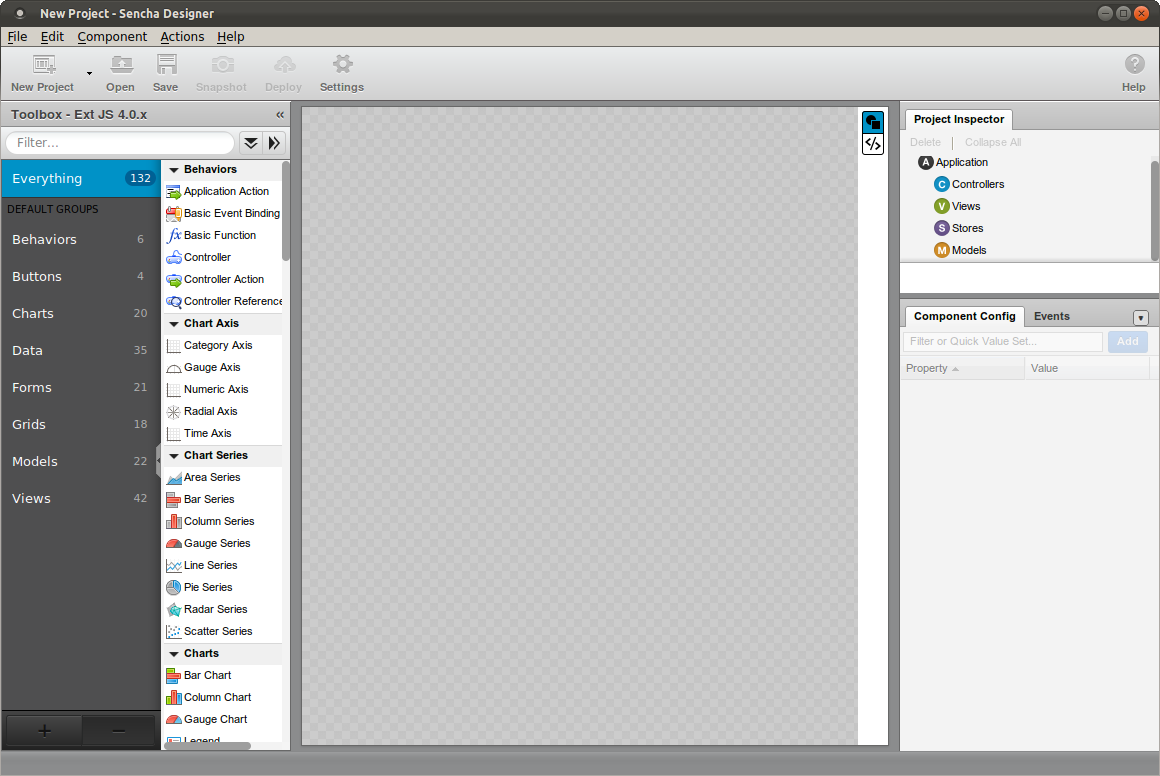 New Project - Sencha Designer
File Edit Component Actions Help
New Project Open Save Snapshot Deploy Settings Help
Toolbox - Ext JS 4.0.x
Filter...
Everything 132
DEFAULT GROUPS
Behaviors 6
Buttons 4
Charts 20
Data 35
Forms 21
Grids 18
Models 22
Views 42
Behaviors
Application Action
Basic Event Binding
Basic Function
Controller
Controller Action
Controller Reference
Chart Axis
Category Axis
Gauge Axis
Numeric Axis
Radial Axis
Time Axis
Chart Series
Area Series
Bar Series
Column Series
Gauge Series
Line Series
Pie Series
Radar Series
Scatter Series
Charts
Bar Chart
Column Chart
Gauge Chart
Legend
Project Inspector
Delete Collapse All
A Application
C Controllers
V Views
S Stores
M Models
Component Config Events
Filter or Quick Value Set... Add
Property Value